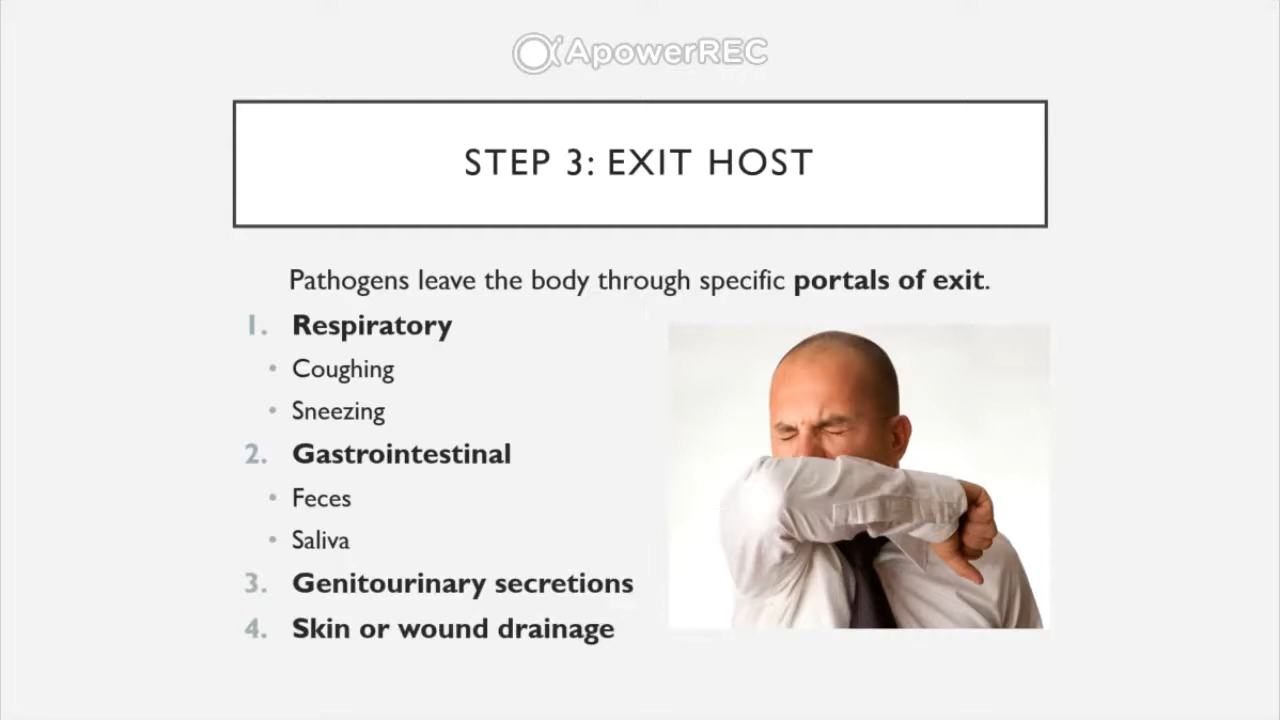 ApowerREC
STEP 3: EXIT HOST
Pathogens leave the body through specific portals of exit.
1. Respiratory
• Coughing
• Sneezing
2. Gastrointestinal
• Feces
• Saliva
3. Genitourinary secretions
4. Skin or wound drainage